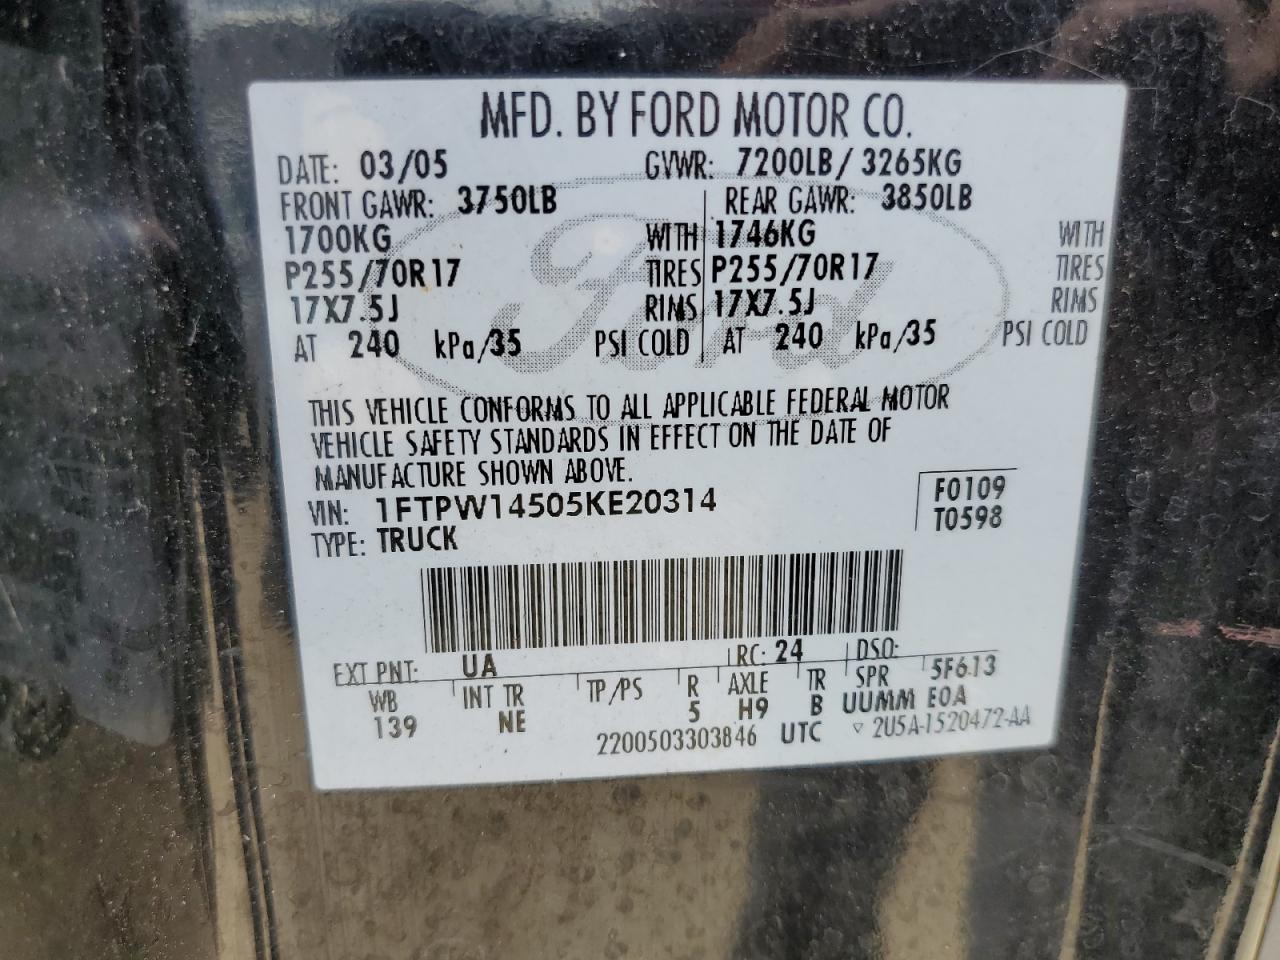 MFD. BY FORD MOTOR CO.
DATE: 03/05 GVWR: 7200LB/ 3265KG
FRONT GAWR: 3750LB REAR GAWR: 3850LB
1700KG WITH 1746KG WITH
P255/70R17 TIRES P255/70R17 TIRES
17X7.5J RIMS 17X7.5J RIMS
AT 240 kPa/35 PSI COLD AT 240 kPa/35 PSI COLD
Ford
THIS VEHICLE CONFORMS TO ALL APPLICABLE FEDERAL MOTOR
VEHICLE SAFETY STANDARDS IN EFFECT ON THE DATE OF
MANUFACTURE SHOWN ABOVE.
VIN: 1FTPW14505KE20314 F0109
TYPE: TRUCK T0598
EXT PNT: UA RC: 24 DSO:
WB INT TR TP/PS R AXLE TR SPR 5F613
139 NE 5 H9 B UUMM E0A
2200503303846 UTC ▽ 2U5A-1520472-AA